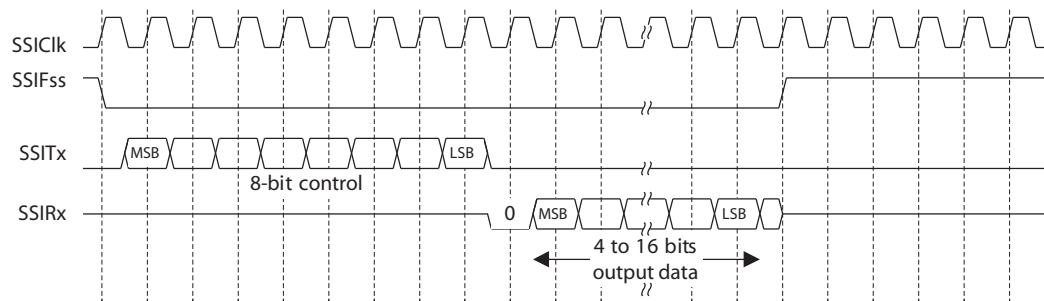 SSIClk
SSIFss
SSITx
MSB
LSB
8-bit control
SSIRx
0
MSB
LSB
4 to 16 bits
output data